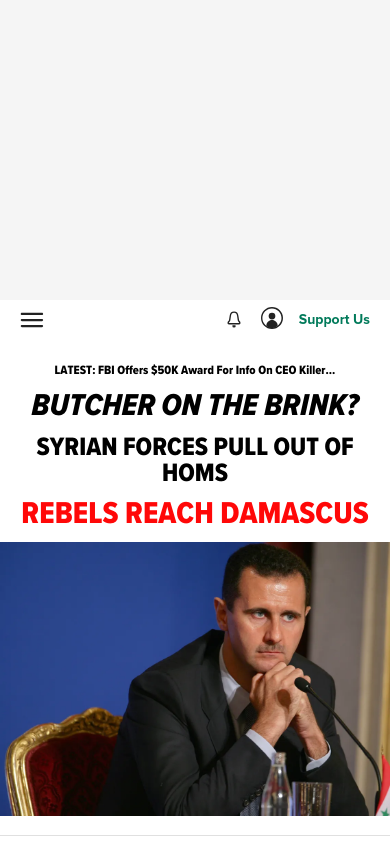 Support Us
LATEST: FBI Offers $50K Award For Info On CEO Killer...
BUTCHER ON THE BRINK?
SYRIAN FORCES PULL OUT OF
HOMS
REBELS REACH DAMASCUS